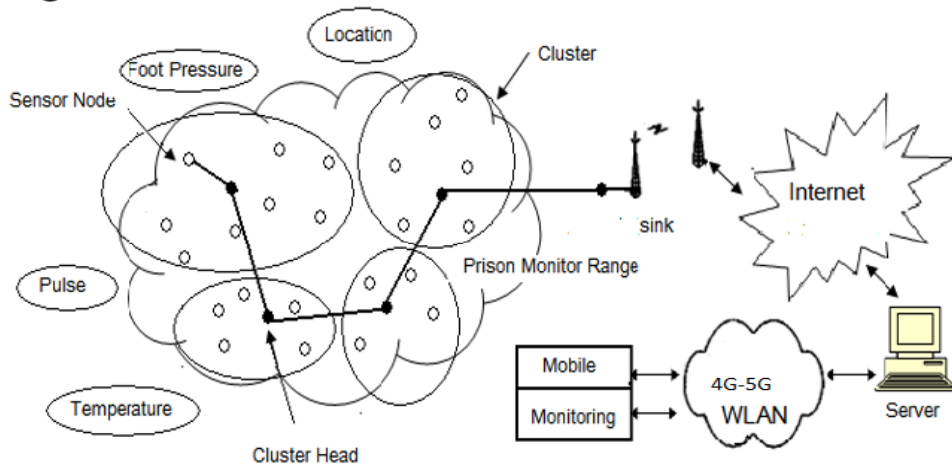 Location
Foot Pressure
Cluster
Sensor Node
Internet
sink
Prison Monitor Range
Pulse
Mobile
Monitoring
4G-5G
WLAN
Server
Temperature
Cluster Head